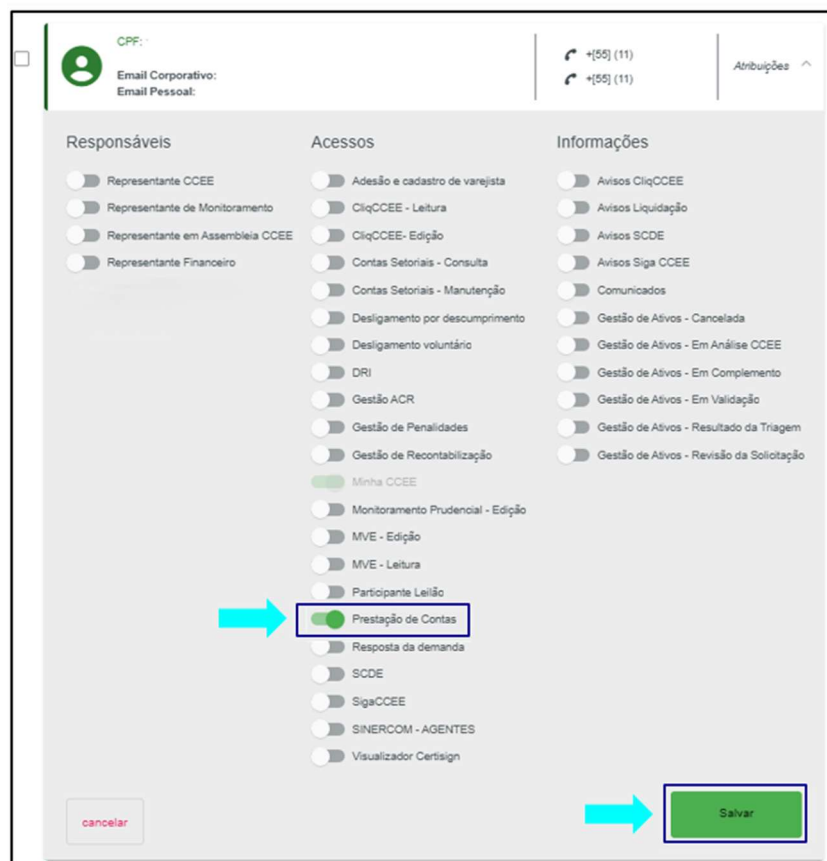 CPF:
Email Corporativo:
Email Pessoal:
+[55] (11)
+[55] (11)
Atribuições
Responsáveis
Representante CCEE
Representante de Monitoramento
Representante em Assembleia CCEE
Representante Financeiro
Acessos
Adesão e cadastro de varejista
CliqCCEE - Leitura
CliqCCEE- Edição
Contas Setoriais - Consulta
Contas Setoriais - Manutenção
Desligamento por descumprimento
Desligamento voluntário
DRI
Gestão ACR
Gestão de Penalidades
Gestão de Recontabilização
Minha CCEE
Monitoramento Prudencial - Edição
MVE - Edição
MVE - Leitura
Participante Leilão
Prestação de Contas
Resposta da demanda
SCDE
SigaCCEE
SINERCOM - AGENTES
Visualizador Certisign
Informações
Avisos CliqCCEE
Avisos Liquidação
Avisos SCDE
Avisos Siga CCEE
Comunicados
Gestão de Ativos - Cancelada
Gestão de Ativos - Em Análise CCEE
Gestão de Ativos - Em Complemento
Gestão de Ativos - Em Validação
Gestão de Ativos - Resultado da Triagem
Gestão de Ativos - Revisão da Solicitação
cancelar
Salvar